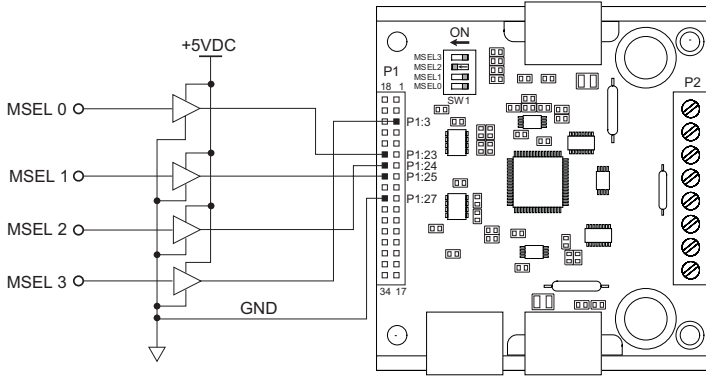 +5VDC
ON
MSEL3
MSEL2
MSEL1
MSEL0
SW1
P1
18 1
P2
MSEL 0
P1:3
P1:23
P1:24
MSEL 1
P1:25
P1:27
MSEL 2
MSEL 3
34 17
GND